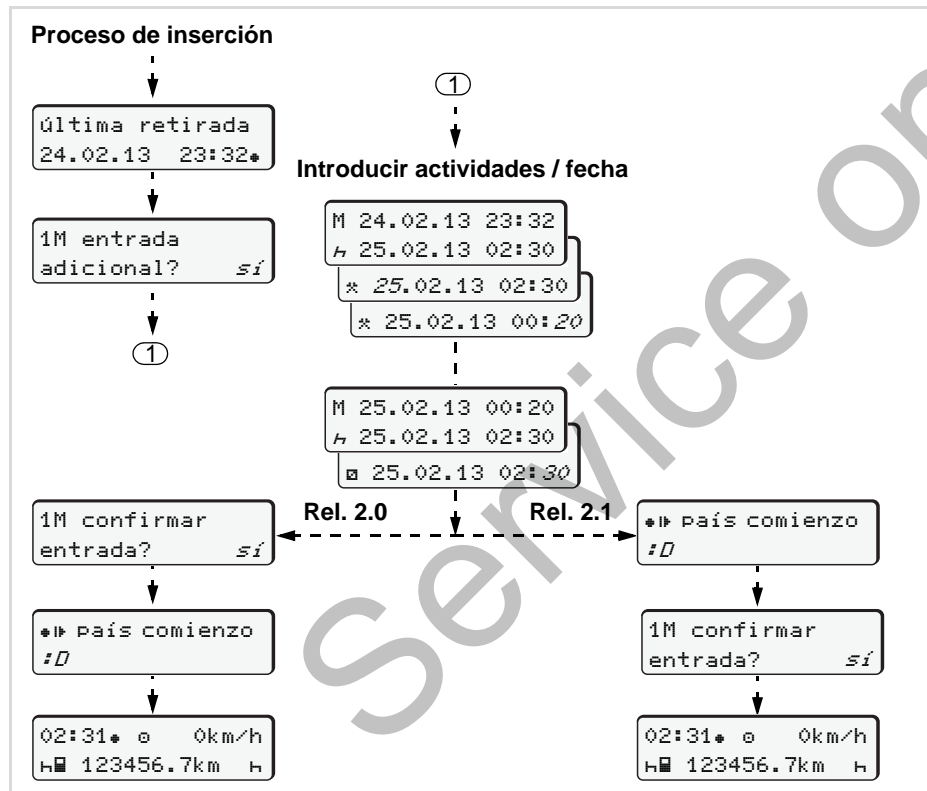 Proceso de inserción
última retirada
24.02.13 23:32
1M entrada
adicional? sí
1
1
Introducir actividades / fecha
M 24.02.13 23:32
25.02.13 02:30
25.02.13 02:30
25.02.13 00:20
M 25.02.13 00:20
25.02.13 02:30
25.02.13 02:30
Rel. 2.0
Rel. 2.1
1M confirmar
entrada? sí
país comienzo
:D
02:31 0km/h
123456.7km
país comienzo
:D
1M confirmar
entrada? sí
02:31 0km/h
123456.7km
Service or